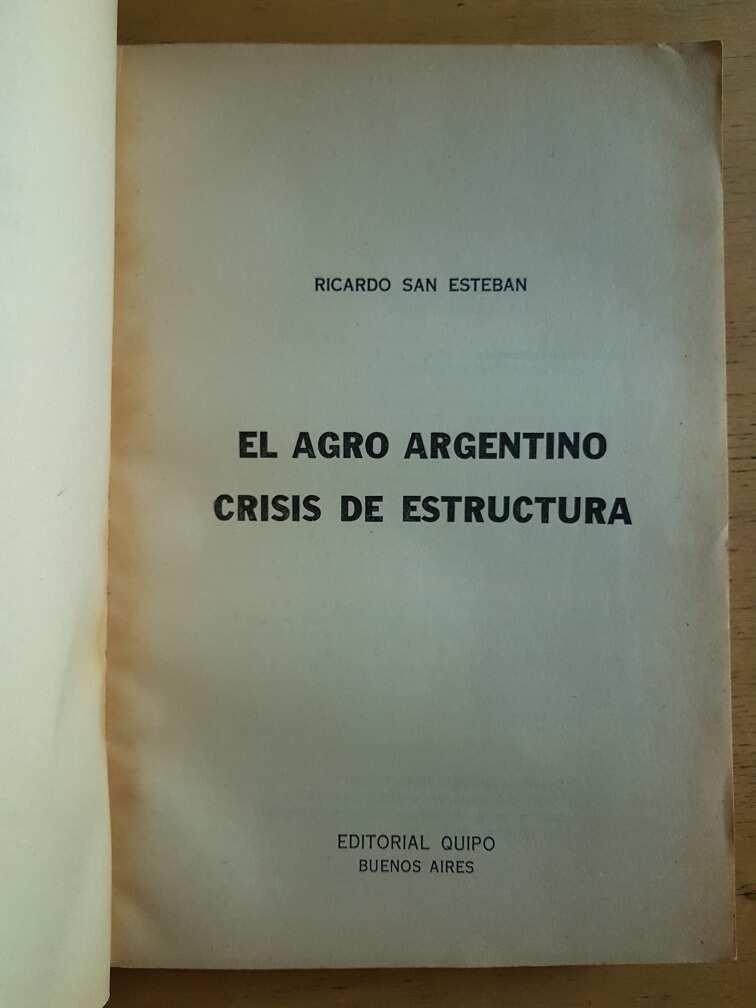 RICARDO SAN ESTEBAN
EL AGRO ARGENTINO
CRISIS DE ESTRUCTURA
EDITORIAL QUIPO
BUENOS AIRES